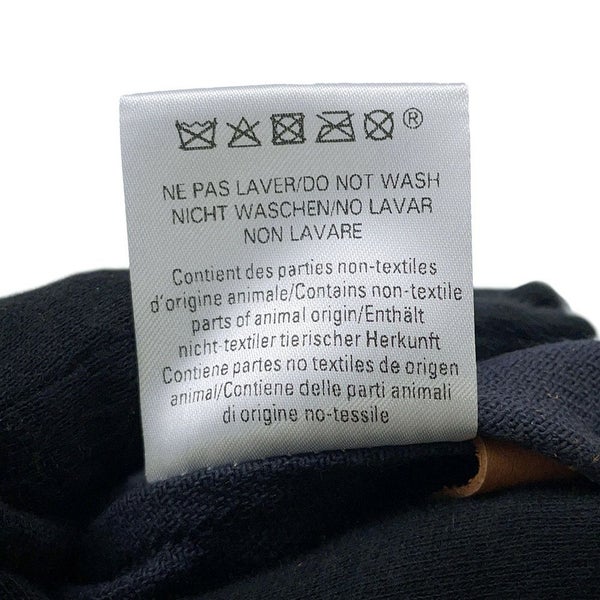 ®
NE PAS LAVER/DO NOT WASH
NICHT WASCHEN/NO LAVAR
NON LAVARE
Contient des parties non-textiles
d'origine animale/Contains non-textile
parts of animal origin/Enthält
nicht-textiler tierischer Herkunft
Contiene partes no textiles de origen
animal/Contiene delle parti animali
di origine no-tessile